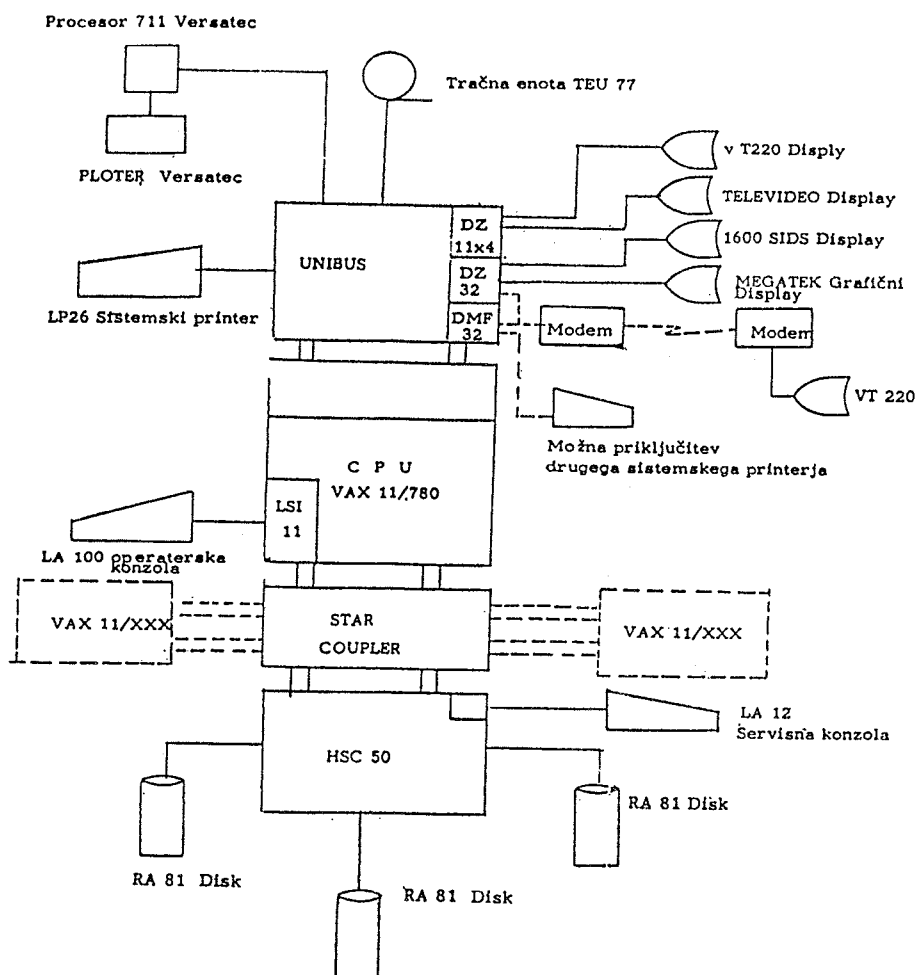 Procesor 711 Versatec
Tračna enota TEU 77
PLOTER Versatec
v T220 Disply
TELEVIDEO Display
1600 SIDS Display
MEGATEK Grafični
Display
UNIBUS
DZ
11x4
DZ
32
DMF
32
LP26 Sistemski printer
Modem
Modem
VT 220
Možna priključitev
drugega sistemskega printerja
C P U
VAX 11/780
LSI
11
LA 100 operaterska
konzola
VAX 11/XXX
STAR
COUPLER
VAX 11/XXX
HSC 50
LA 12
Servisna konzola
RA 81 Disk
RA 81 Disk
RA 81 Disk